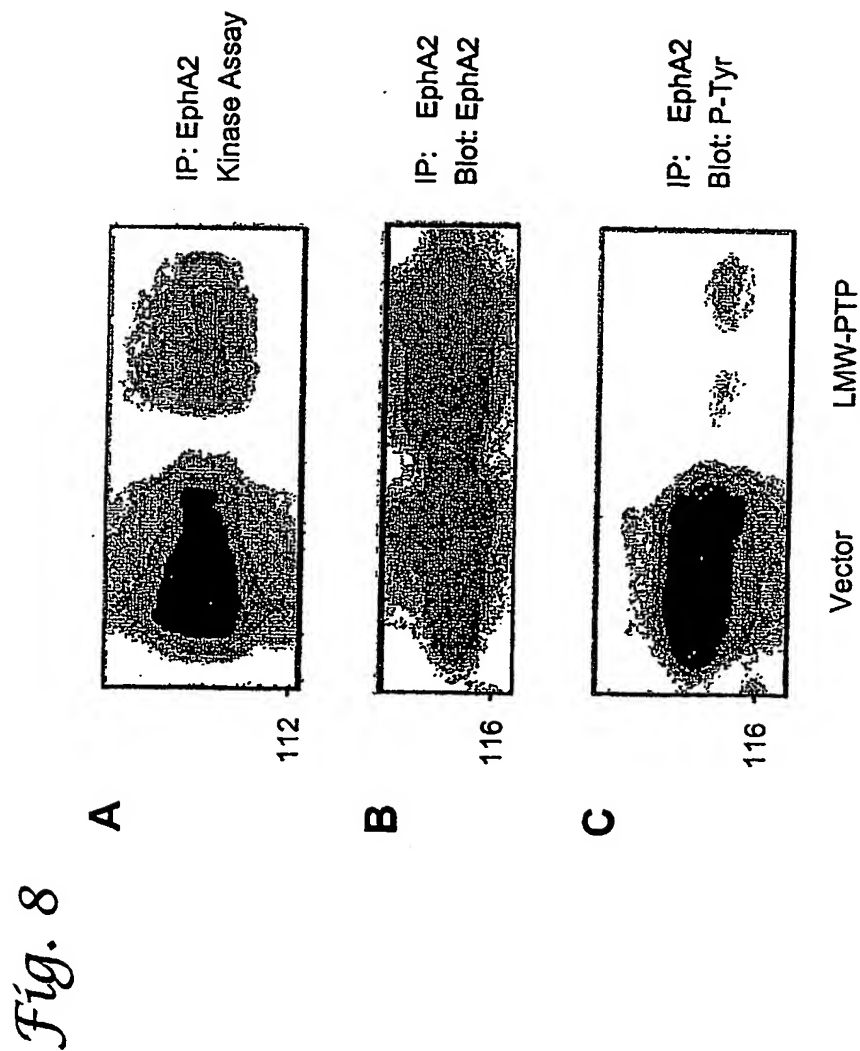 Fig. 8
A
112
IP: EphA2
Kinase Assay
B
116
IP: EphA2
Blot: EphA2
C
116
IP: EphA2
Blot: P-Tyr
Vector
LMW-PTP